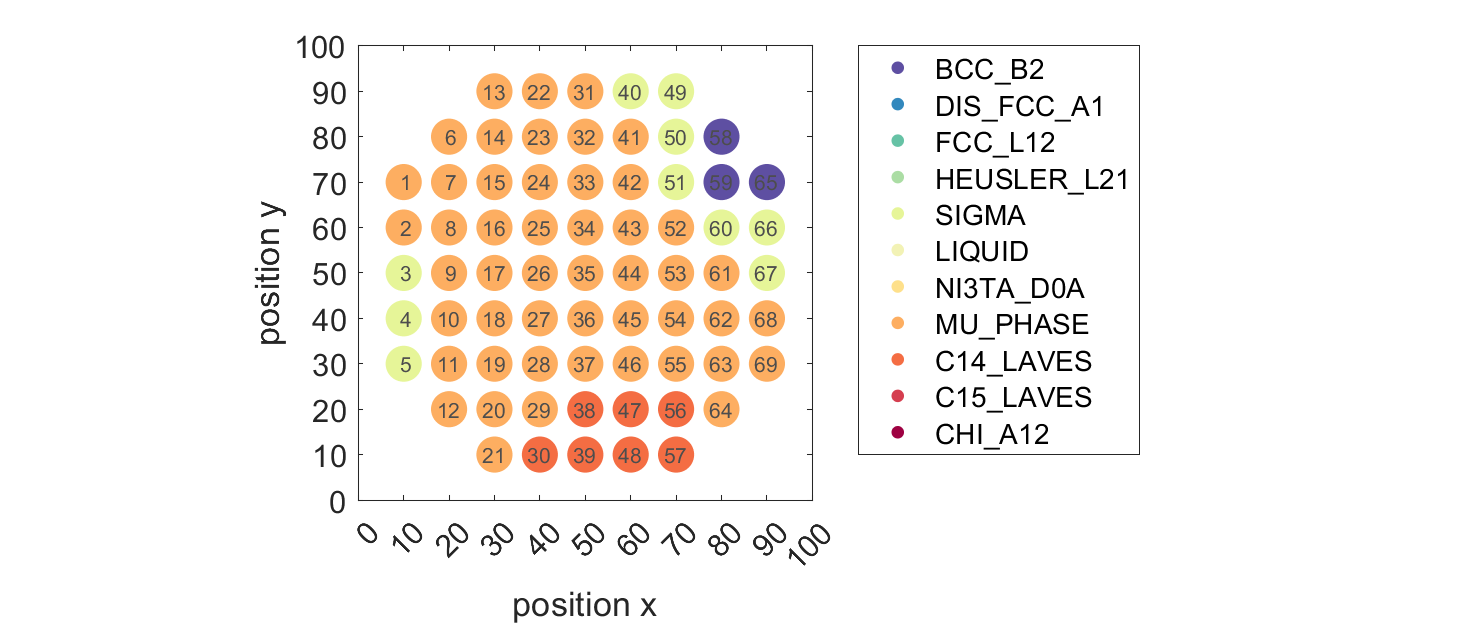 100
90
80
70
60
50
40
30
20
10
0
position y
13 22 31 40 49
6 14 23 32 41 50 58
1 7 15 24 33 42 51 59 65
2 8 16 25 34 43 52 60 66
3 9 17 26 35 44 53 61 67
4 10 18 27 36 45 54 62 68
5 11 19 28 37 46 55 63 69
12 20 29 38 47 56 64
21 30 39 48 57
0 10 20 30 40 50 60 70 80 90 100
position x
BCC_B2
DIS_FCC_A1
FCC_L12
HEUSLER_L21
SIGMA
LIQUID
NI3TA_D0A
MU_PHASE
C14_LAVES
C15_LAVES
CHI_A12